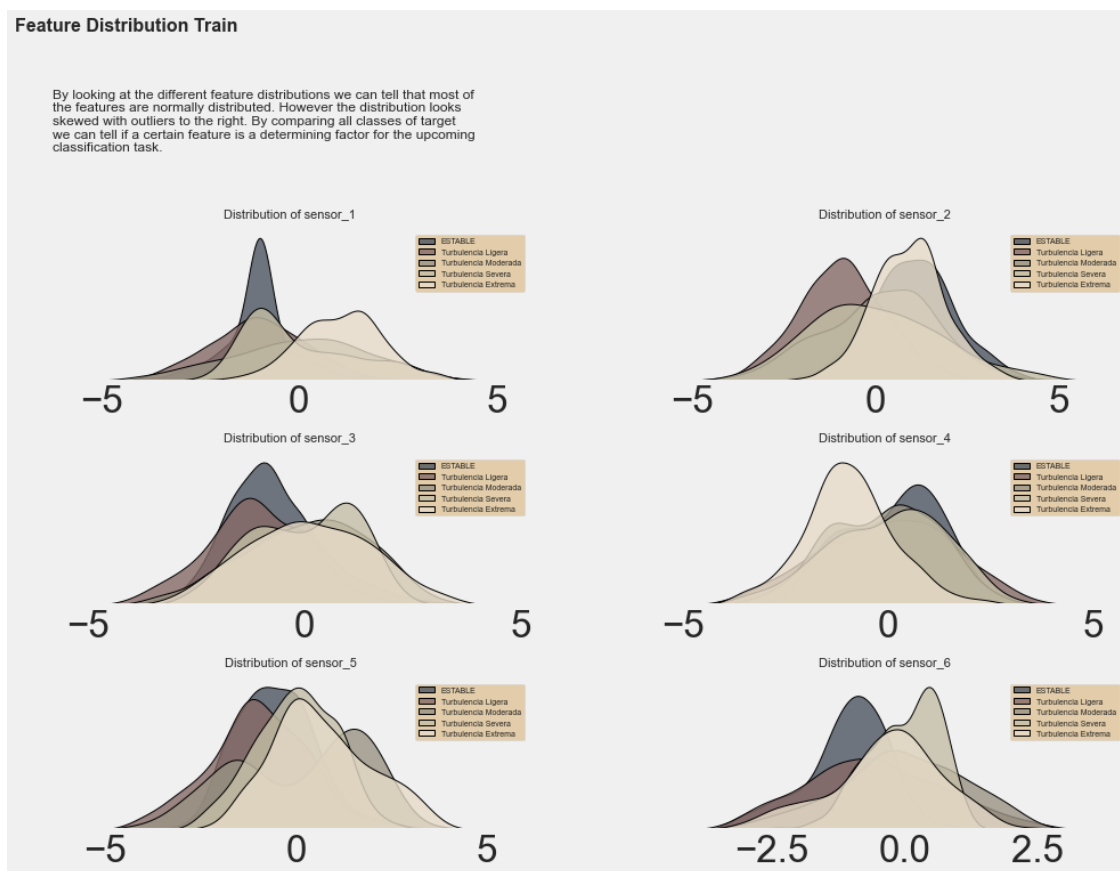 Feature Distribution Train
By looking at the different feature distributions we can tell that most of
the features are normally distributed. However the distribution looks
skewed with outliers to the right. By comparing all classes of target
we can tell if a certain feature is a determining factor for the upcoming
classification task.
Distribution of sensor_1
ESTABLE
Turbulencia Ligera
Turbulencia Moderada
Turbulencia Severa
Turbulencia Extrema
−5 0 5
Distribution of sensor_2
ESTABLE
Turbulencia Ligera
Turbulencia Moderada
Turbulencia Severa
Turbulencia Extrema
−5 0 5
Distribution of sensor_3
ESTABLE
Turbulencia Ligera
Turbulencia Moderada
Turbulencia Severa
Turbulencia Extrema
−5 0 5
Distribution of sensor_4
ESTABLE
Turbulencia Ligera
Turbulencia Moderada
Turbulencia Severa
Turbulencia Extrema
−5 0 5
Distribution of sensor_5
ESTABLE
Turbulencia Ligera
Turbulencia Moderada
Turbulencia Severa
Turbulencia Extrema
−5 0 5
Distribution of sensor_6
ESTABLE
Turbulencia Ligera
Turbulencia Moderada
Turbulencia Severa
Turbulencia Extrema
−2.5 0.0 2.5